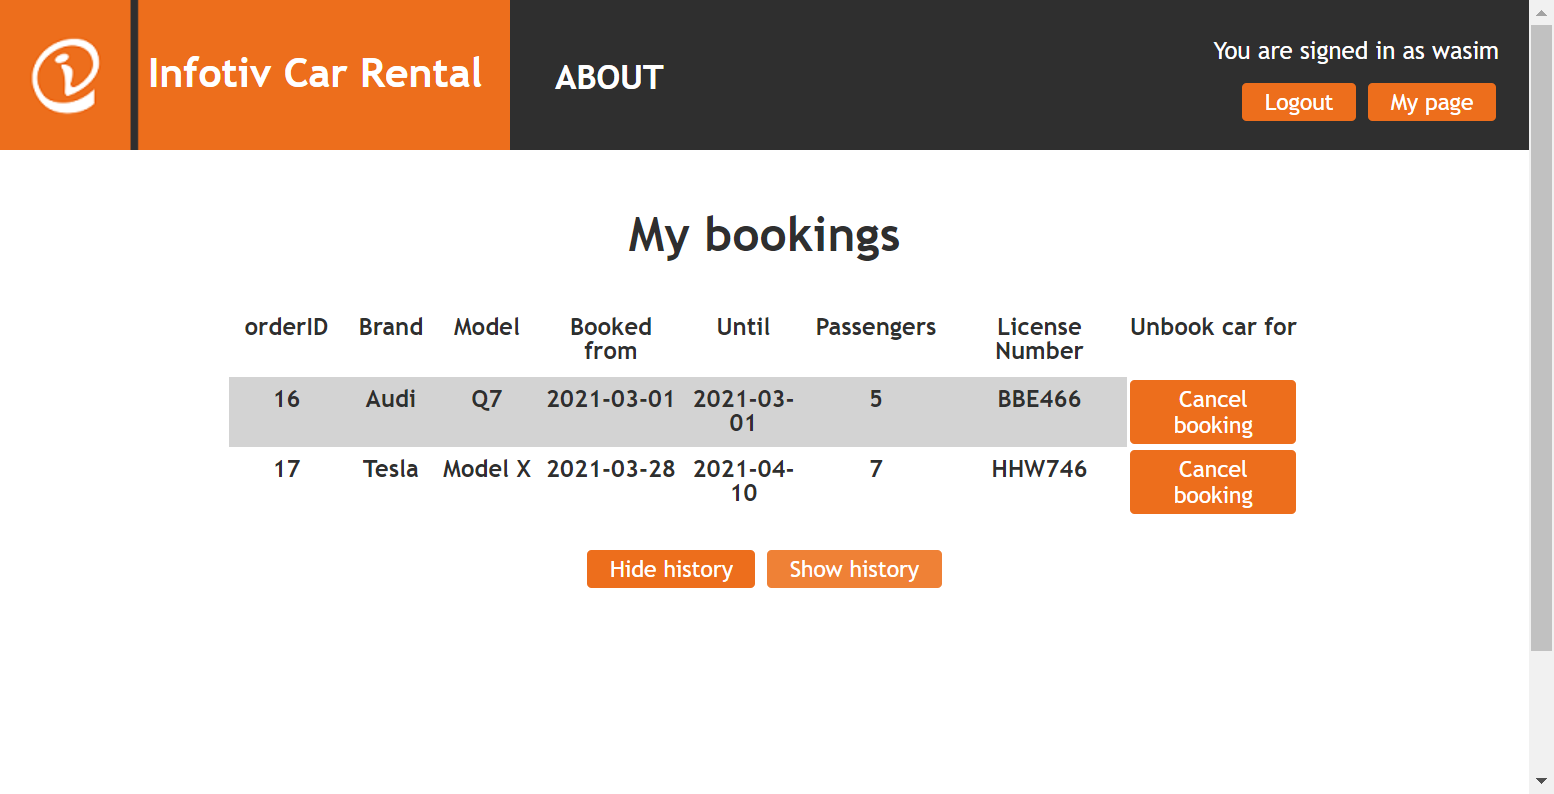 Infotiv Car Rental
ABOUT
You are signed in as wasim
Logout My page
My bookings
orderID Brand Model Booked from Until Passengers License Number Unbook car for
16 Audi Q7 2021-03-01 2021-03-01 5 BBE466 Cancel booking
17 Tesla Model X 2021-03-28 2021-04-10 7 HHW746 Cancel booking
Hide history Show history